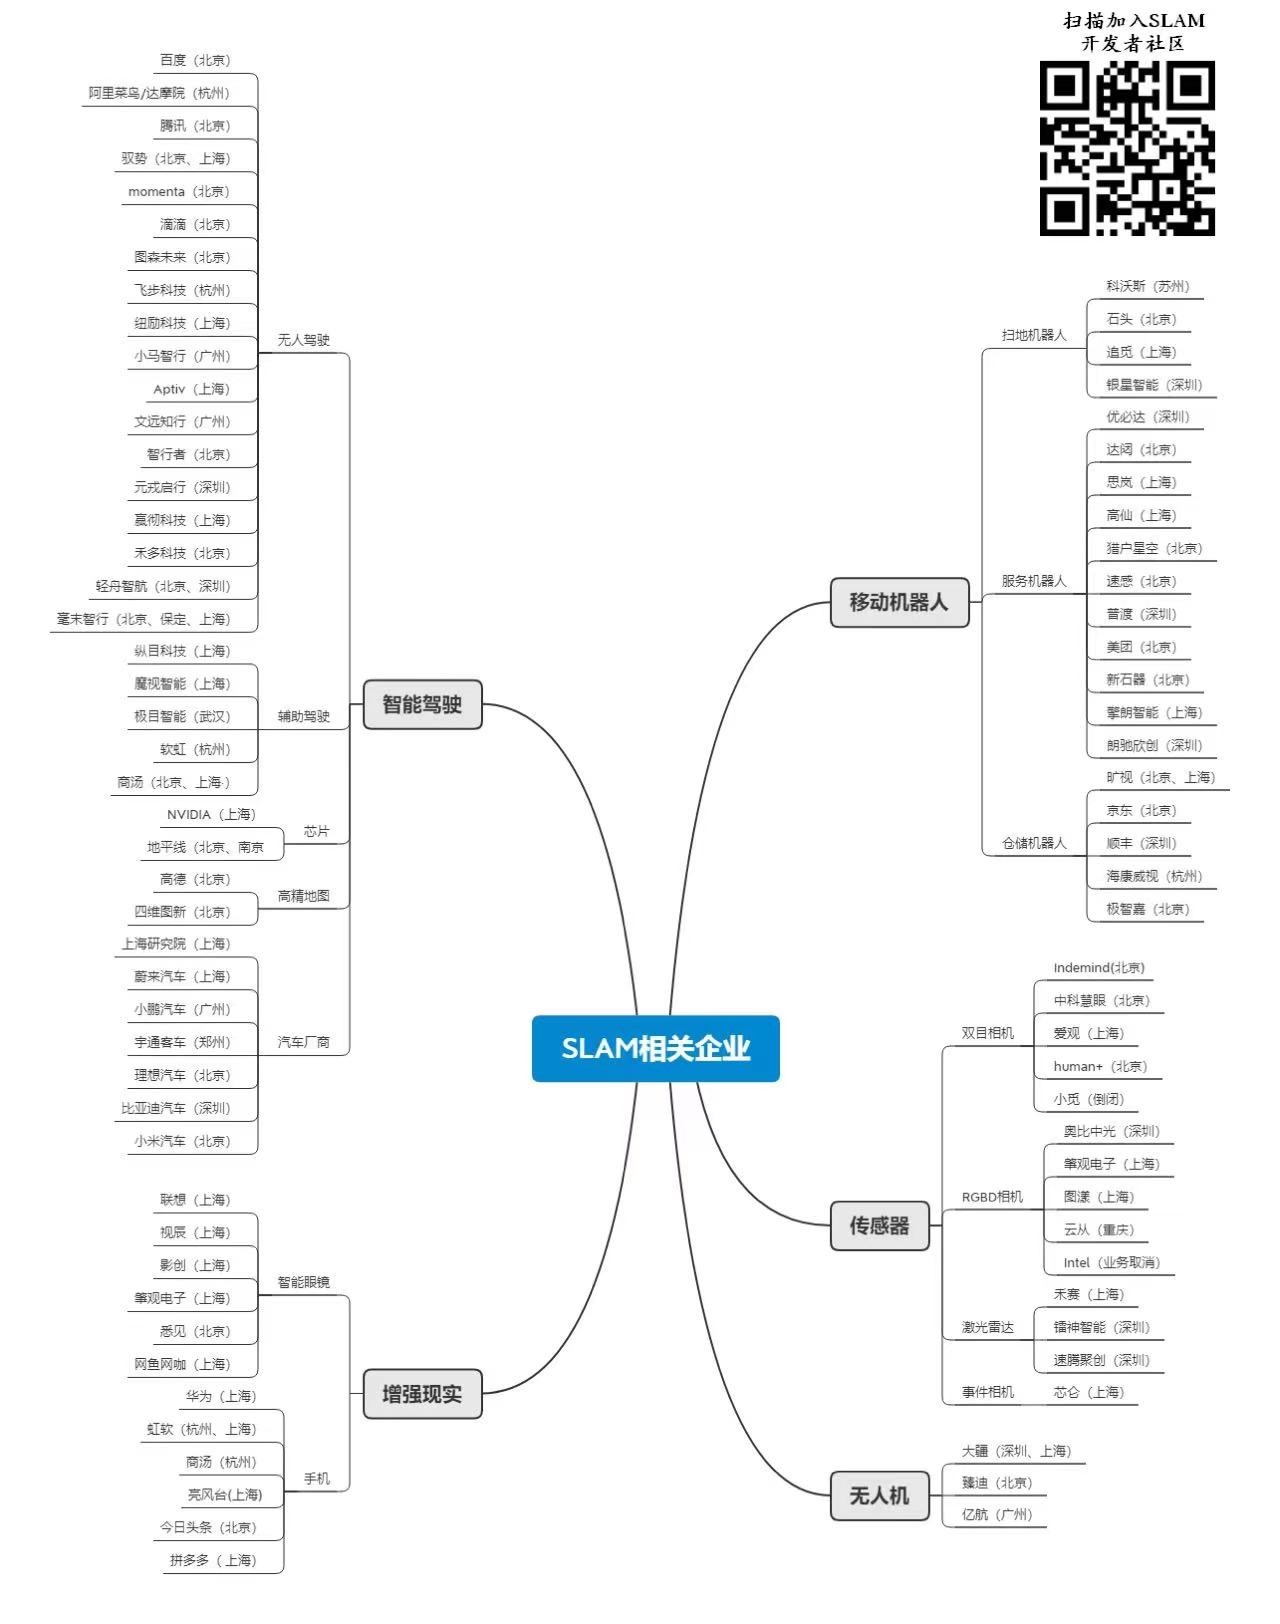 扫描加入SLAM
开发者社区
SLAM相关企业
智能驾驶
无人驾驶
百度（北京）
阿里菜鸟/达摩院（杭州）
腾讯（北京）
驭势（北京、上海）
momenta（北京）
滴滴（北京）
图森未来（北京）
飞步科技（杭州）
纽励科技（上海）
小马智行（广州）
Aptiv（上海）
文远知行（广州）
智行者（北京）
元戎启行（深圳）
嬴彻科技（上海）
禾多科技（北京）
轻舟智航（北京、深圳）
毫末智行（北京、保定、上海）
辅助驾驶
纵目科技（上海）
魔视智能（上海）
极目智能（武汉）
软虹（杭州）
商汤（北京、上海）
芯片
NVIDIA（上海）
地平线（北京、南京
高精地图
高德（北京）
四维图新（北京）
汽车厂商
上海研究院（上海）
蔚来汽车（上海）
小鹏汽车（广州）
宇通客车（郑州）
理想汽车（北京）
比亚迪汽车（深圳）
小米汽车（北京）
增强现实
智能眼镜
联想（上海）
视辰（上海）
影创（上海）
肇观电子（上海）
悉见（北京）
网鱼网咖（上海）
手机
华为（上海）
虹软（杭州、上海）
商汤（杭州）
亮风台(上海)
今日头条（北京）
拼多多（ 上海）
移动机器人
扫地机器人
科沃斯（苏州）
石头（北京）
追觅（上海）
银星智能（深圳）
服务机器人
优必达（深圳）
达闼（北京）
思岚（上海）
高仙（上海）
猎户星空（北京）
速感（北京）
普渡（深圳）
美团（北京）
新石器（北京）
擎朗智能（上海）
朗驰欣创（深圳）
仓储机器人
旷视（北京、上海）
京东（北京）
顺丰（深圳）
海康威视（杭州）
极智嘉（北京）
传感器
双目相机
Indemind(北京)
中科慧眼（北京）
爱观（上海）
human+（北京）
小觅（倒闭）
RGBD相机
奥比中光（深圳）
肇观电子（上海）
图漾（上海）
云从（重庆）
Intel（业务取消）
激光雷达
禾赛（上海）
镭神智能（深圳）
速腾聚创（深圳）
事件相机
芯仑（上海）
无人机
大疆（深圳、上海）
臻迪（北京）
亿航（广州）